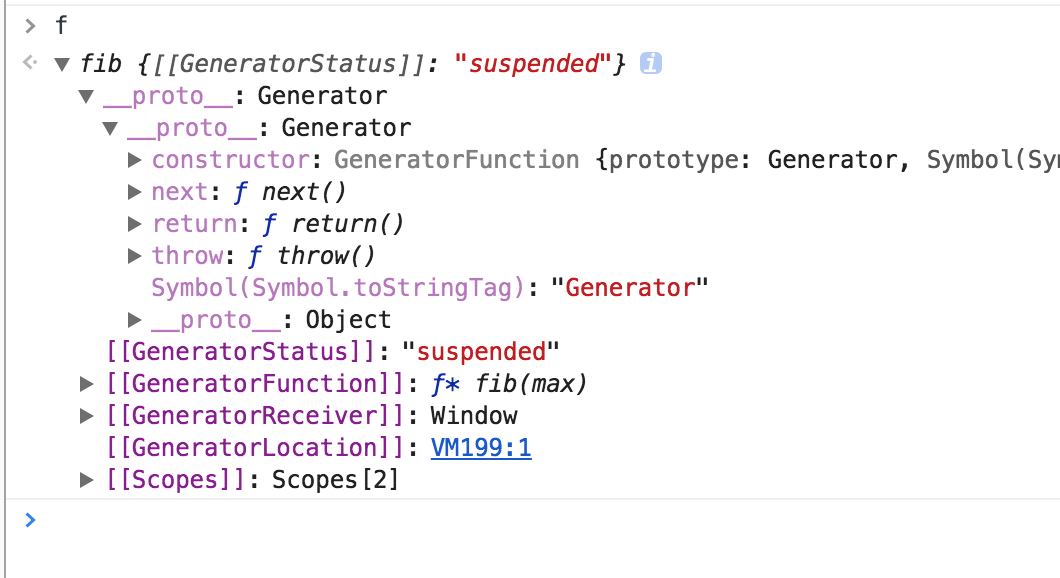 f
fib {[[GeneratorStatus]]: "suspended"} i
__proto__: Generator
__proto__: Generator
constructor: GeneratorFunction {prototype: Generator, Symbol(Sy
next: ƒ next()
return: ƒ return()
throw: ƒ throw()
Symbol(Symbol.toStringTag): "Generator"
__proto__: Object
[[GeneratorStatus]]: "suspended"
[[GeneratorFunction]]: ƒ* fib(max)
[[GeneratorReceiver]]: Window
[[GeneratorLocation]]: VM199:1
[[Scopes]]: Scopes[2]